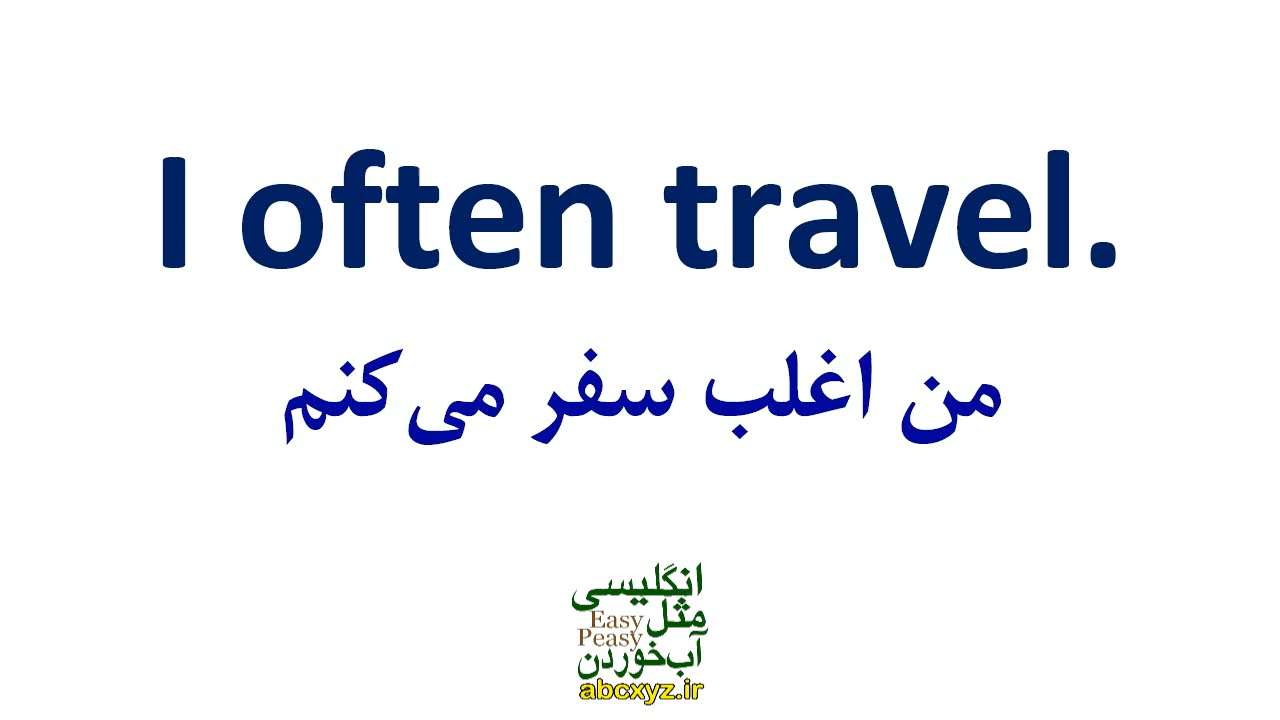 I often travel.
من اغلب سفر می‌کنم
انگلیسی
مثل
Easy
Peasy
آب‌خوردن
abcxyz.ir